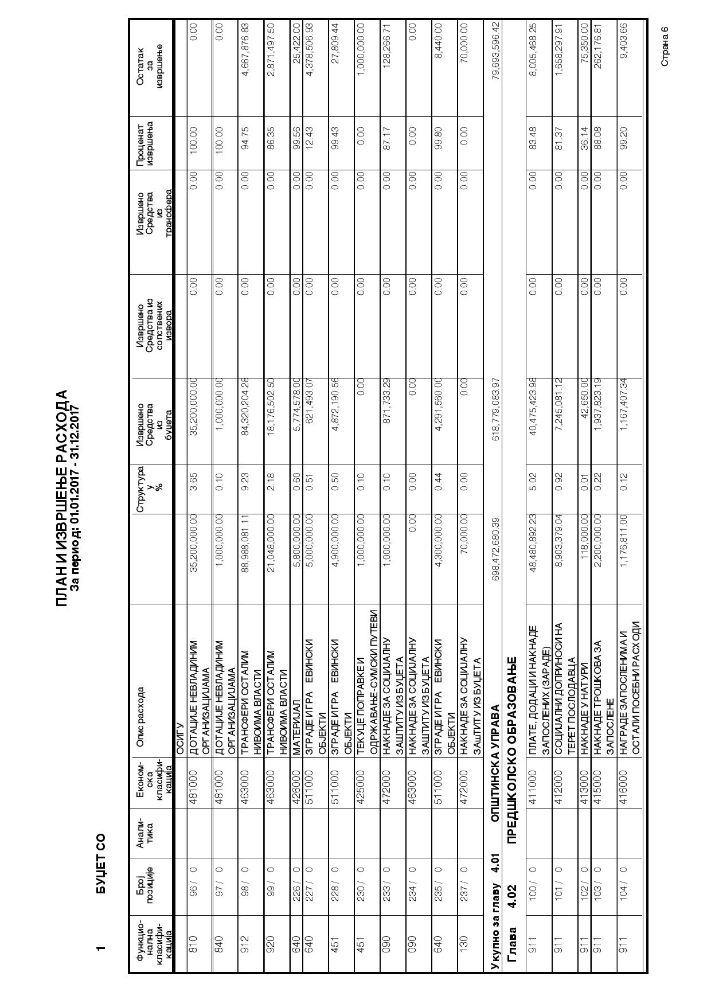 ПЛАН И ИЗВРШЕЊЕ РАСХОДА
За период: 01.01.2017 - 31.12.2017
1 БУЏЕТ СО
Функцио-нална класифи-кација Број позиције Анали-тика Економ-ска класифи-кација Опис расхода Структура у % Извршено Средства из буџета Извршено Средства из сопствених извора Извршено Средства из трансфера Проценат извршења Остатак за извршење
ОСИГУ
810 96 / 0 481000 ДОТАЦИЈЕ НЕВЛАДИНИМ 35,200,000.00 3.65 35,200,000.00 0.00 0.00 100.00 0.00
ОРГАНИЗАЦИЈАМА
840 97 / 0 481000 ДОТАЦИЈЕ НЕВЛАДИНИМ 1,000,000.00 0.10 1,000,000.00 0.00 0.00 100.00 0.00
ОРГАНИЗАЦИЈАМА
912 98 / 0 463000 ТРАНСФЕРИ ОСТАЛИМ 88,988,081.11 9.23 84,320,204.28 0.00 0.00 94.75 4,667,876.83
НИВОИМА ВЛАСТИ
920 99 / 0 463000 ТРАНСФЕРИ ОСТАЛИМ 21,048,000.00 2.18 18,176,502.50 0.00 0.00 86.35 2,871,497.50
НИВОИМА ВЛАСТИ
640 226 / 0 426000 МАТЕРИЈАЛ 5,800,000.00 0.60 5,774,578.00 0.00 0.00 99.56 25,422.00
640 227 / 0 511000 ЗГРАДЕ И ГРА ЕВИНСКИ 5,000,000.00 0.51 621,493.07 0.00 0.00 12.43 4,378,506.93
ОБЈЕКТИ
451 228 / 0 511000 ЗГРАДЕ И ГРА ЕВИНСКИ 4,900,000.00 0.50 4,872,190.56 0.00 0.00 99.43 27,809.44
ОБЈЕКТИ
451 230 / 0 425000 ТЕКУЦЕ ПОПРАВКЕ И 1,000,000.00 0.10 0.00 0.00 0.00 0.00 1,000,000.00
ОДРЖАВАЊЕ-СУМСКИ ПУТЕВИ
090 233 / 0 472000 НАКНАДЕ ЗА СОЦИЈАЛНУ 1,000,000.00 0.10 871,733.29 0.00 0.00 87.17 128,266.71
ЗАШТИТУ ИЗ БУЏЕТА
090 234 / 0 463000 НАКНАДЕ ЗА СОЦИЈАЛНУ 0.00 0.00 0.00 0.00 0.00 0.00 0.00
ЗАШТИТУ ИЗ БУЏЕТА
640 235 / 0 511000 ЗГРАДЕ И ГРА ЕВИНСКИ 4,300,000.00 0.44 4,291,560.00 0.00 0.00 99.80 8,440.00
ОБЈЕКТИ
130 237 / 0 472000 НАКНАДЕ ЗА СОЦИЈАЛНУ 70,000.00 0.00 0.00 0.00 0.00 0.00 70,000.00
ЗАШТИТУ ИЗ БУЏЕТА
Укупно за главу 4.01 ОПШТИНСКА УПРАВА 698,472,680.39 618,779,083.97 79,693,596.42
Глава 4.02 ПРЕДШКОЛСКО ОБРАЗОВАЊЕ
911 100 / 0 411000 ПЛАТЕ, ДОДАЦИ И НАКНАДЕ 48,480,892.23 5.02 40,475,423.98 0.00 0.00 83.48 8,005,468.25
ЗАПОСЛЕНИХ (ЗАРАДЕ)
911 101 / 0 412000 СОЦИЈАЛНИ ДОПРИНОСИ НА 8,903,379.04 0.92 7,245,081.12 0.00 0.00 81.37 1,658,297.91
ТЕРЕТ ПОСЛОДАВЦА
911 102 / 0 413000 НАКНАДЕ У НАТУРИ 118,000.00 0.01 42,650.00 0.00 0.00 36.14 75,350.00
911 103 / 0 415000 НАКНАДЕ ТРОШКОВА ЗА 2,200,000.00 0.22 1,937,823.19 0.00 0.00 88.08 262,176.81
ЗАПОСЛЕНЕ
911 104 / 0 416000 НАГРАДЕ ЗАПОСЛЕНИМА И 1,176,811.00 0.12 1,167,407.34 0.00 0.00 99.20 9,403.66
ОСТАЛИ ПОСЕБНИ РАСХОДИ
Страна 6